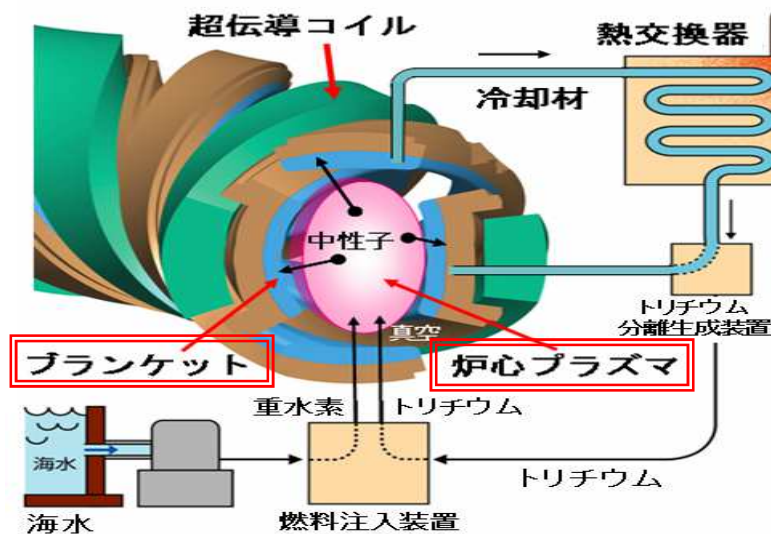 超伝導コイル
熱交換器
冷却材
中性子
トリチウム
分離生成装置
真空
ブランケット
炉心プラズマ
重水素
トリチウム
海水
トリチウム
海水
燃料注入装置